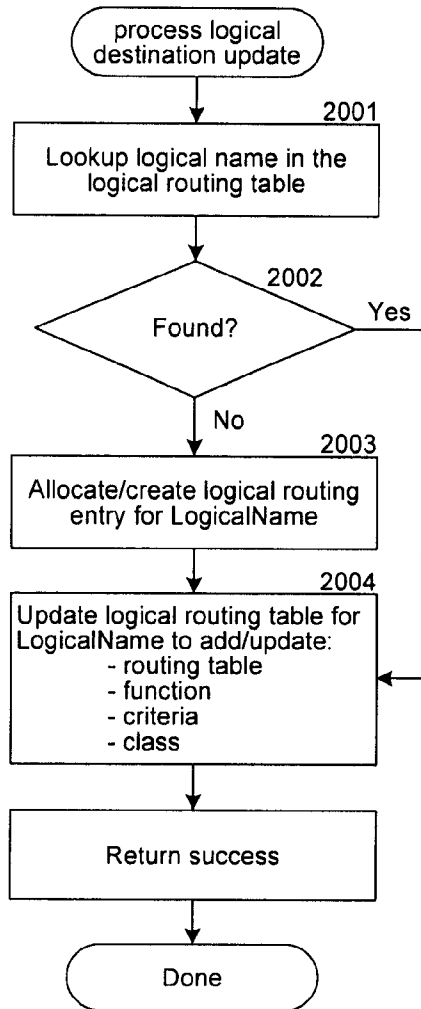 process logical
destination update
2001
Lookup logical name in the
logical routing table
2002
Found?
Yes
No
2003
Allocate/create logical routing
entry for LogicalName
2004
Update logical routing table for
LogicalName to add/update:
- routing table
- function
- criteria
- class
Return success
Done